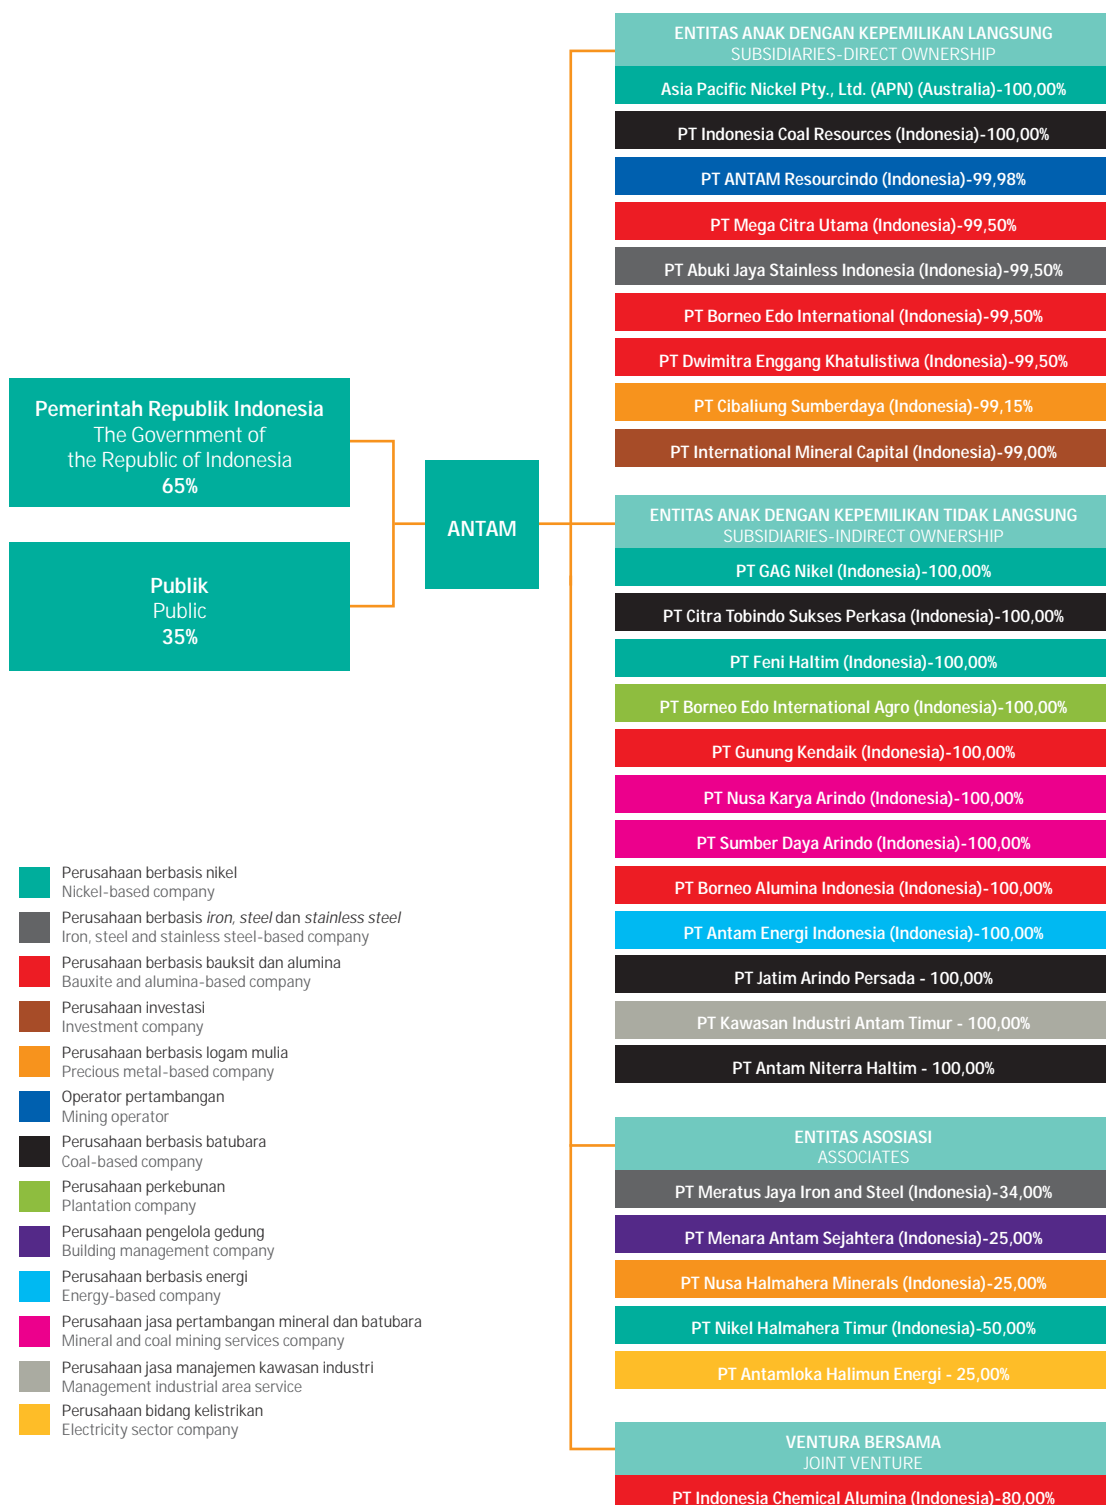 Pemerintah Republik Indonesia
The Government of
the Republic of Indonesia
65%
Publik
Public
35%
ANTAM
ENTITAS ANAK DENGAN KEPEMILIKAN LANGSUNG
SUBSIDIARIES-DIRECT OWNERSHIP
Asia Pacific Nickel Pty., Ltd. (APN) (Australia)-100,00%
PT Indonesia Coal Resources (Indonesia)-100,00%
PT ANTAM Resourcindo (Indonesia)-99,98%
PT Mega Citra Utama (Indonesia)-99,50%
PT Abuki Jaya Stainless Indonesia (Indonesia)-99,50%
PT Borneo Edo International (Indonesia)-99,50%
PT Dwimitra Enggang Khatulistiwa (Indonesia)-99,50%
PT Cibaliung Sumberdaya (Indonesia)-99,15%
PT International Mineral Capital (Indonesia)-99,00%
ENTITAS ANAK DENGAN KEPEMILIKAN TIDAK LANGSUNG
SUBSIDIARIES-INDIRECT OWNERSHIP
PT GAG Nikel (Indonesia)-100,00%
PT Citra Tobindo Sukses Perkasa (Indonesia)-100,00%
PT Feni Haltim (Indonesia)-100,00%
PT Borneo Edo International Agro (Indonesia)-100,00%
PT Gunung Kendaik (Indonesia)-100,00%
PT Nusa Karya Arindo (Indonesia)-100,00%
PT Sumber Daya Arindo (Indonesia)-100,00%
PT Borneo Alumina Indonesia (Indonesia)-100,00%
PT Antam Energi Indonesia (Indonesia)-100,00%
PT Jatim Arindo Persada - 100,00%
PT Kawasan Industri Antam Timur - 100,00%
PT Antam Niterra Haltim - 100,00%
ENTITAS ASOSIASI
ASSOCIATES
PT Meratus Jaya Iron and Steel (Indonesia)-34,00%
PT Menara Antam Sejahtera (Indonesia)-25,00%
PT Nusa Halmahera Minerals (Indonesia)-25,00%
PT Nikel Halmahera Timur (Indonesia)-50,00%
PT Antamloka Halimun Energi - 25,00%
VENTURA BERSAMA
JOINT VENTURE
PT Indonesia Chemical Alumina (Indonesia)-80,00%
Perusahaan berbasis nikel
Nickel-based company
Perusahaan berbasis iron, steel dan stainless steel
Iron, steel and stainless steel-based company
Perusahaan berbasis bauksit dan alumina
Bauxite and alumina-based company
Perusahaan investasi
Investment company
Perusahaan berbasis logam mulia
Precious metal-based company
Operator pertambangan
Mining operator
Perusahaan berbasis batubara
Coal-based company
Perusahaan perkebunan
Plantation company
Perusahaan pengelola gedung
Building management company
Perusahaan berbasis energi
Energy-based company
Perusahaan jasa pertambangan mineral dan batubara
Mineral and coal mining services company
Perusahaan jasa manajemen kawasan industri
Management industrial area service
Perusahaan bidang kelistrikan
Electricity sector company